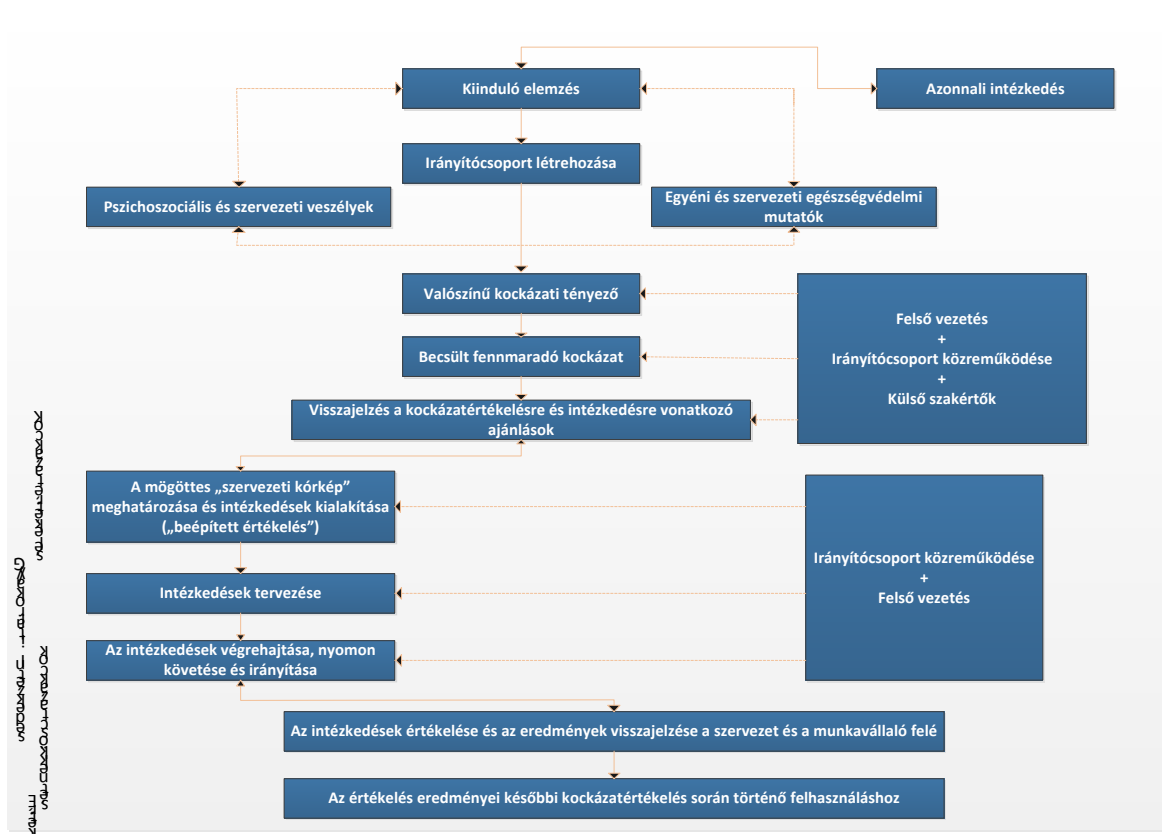 Kiinduló elemzés
Azonnali intézkedés
Irányítócsoport létrehozása
Pszichoszociális és szervezeti veszélyek
Egyéni és szervezeti egészségvédelmi
mutatók
Valószínű kockázati tényező
Becsült fennmaradó kockázat
Visszajelzés a kockázatértékelésre és intézkedésre vonatkozó
ajánlások
Felső vezetés
+
Irányítócsoport közreműködése
+
Külső szakértők
A mögöttes „szervezeti kórkép”
meghatározása és intézkedések kialakítása
(„beépített értékelés”)
Intézkedések tervezése
Az intézkedések végrehajtása, nyomon
követése és irányítása
Irányítócsoport közreműködése
+
Felső vezetés
Az intézkedések értékelése és az eredmények visszajelzése a szervezet és a munkavállaló felé
Az értékelés eredményei későbbi kockázatértékelés során történő felhasználáshoz